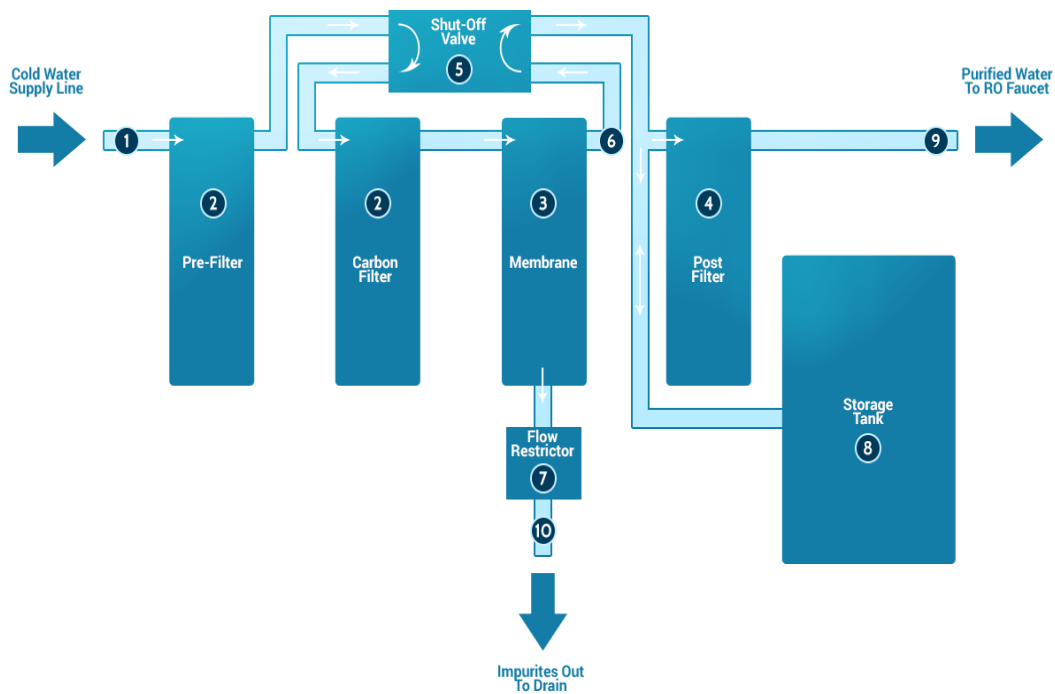 Shut-Off
Valve
5
Cold Water
Supply Line
Purified Water
To RO Faucet
1
6
9
2
2
3
4
Pre-Filter
Carbon
Filter
Membrane
Post
Filter
Storage
Tank
8
Flow
Restrictor
7
10
Impurites Out
To Drain